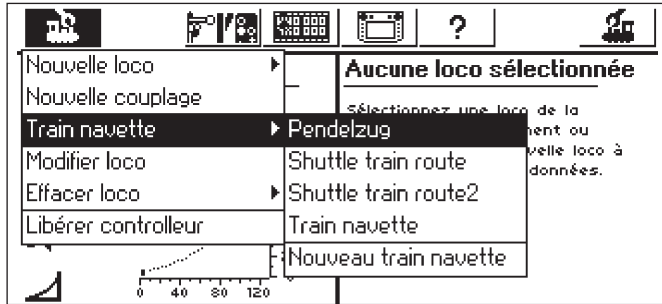 ?
Nouvelle loco
Nouvelle couplage
Train navette
Modifier loco
Effacer loco
Libérer controlleur
Pendelzug
Shuttle train route
Shuttle train route2
Train navette
Nouveau train navette
Aucune loco sélectionnée
Sélectionnez une loco de la
ment ou
velle loco à
données.
0 40 80 120